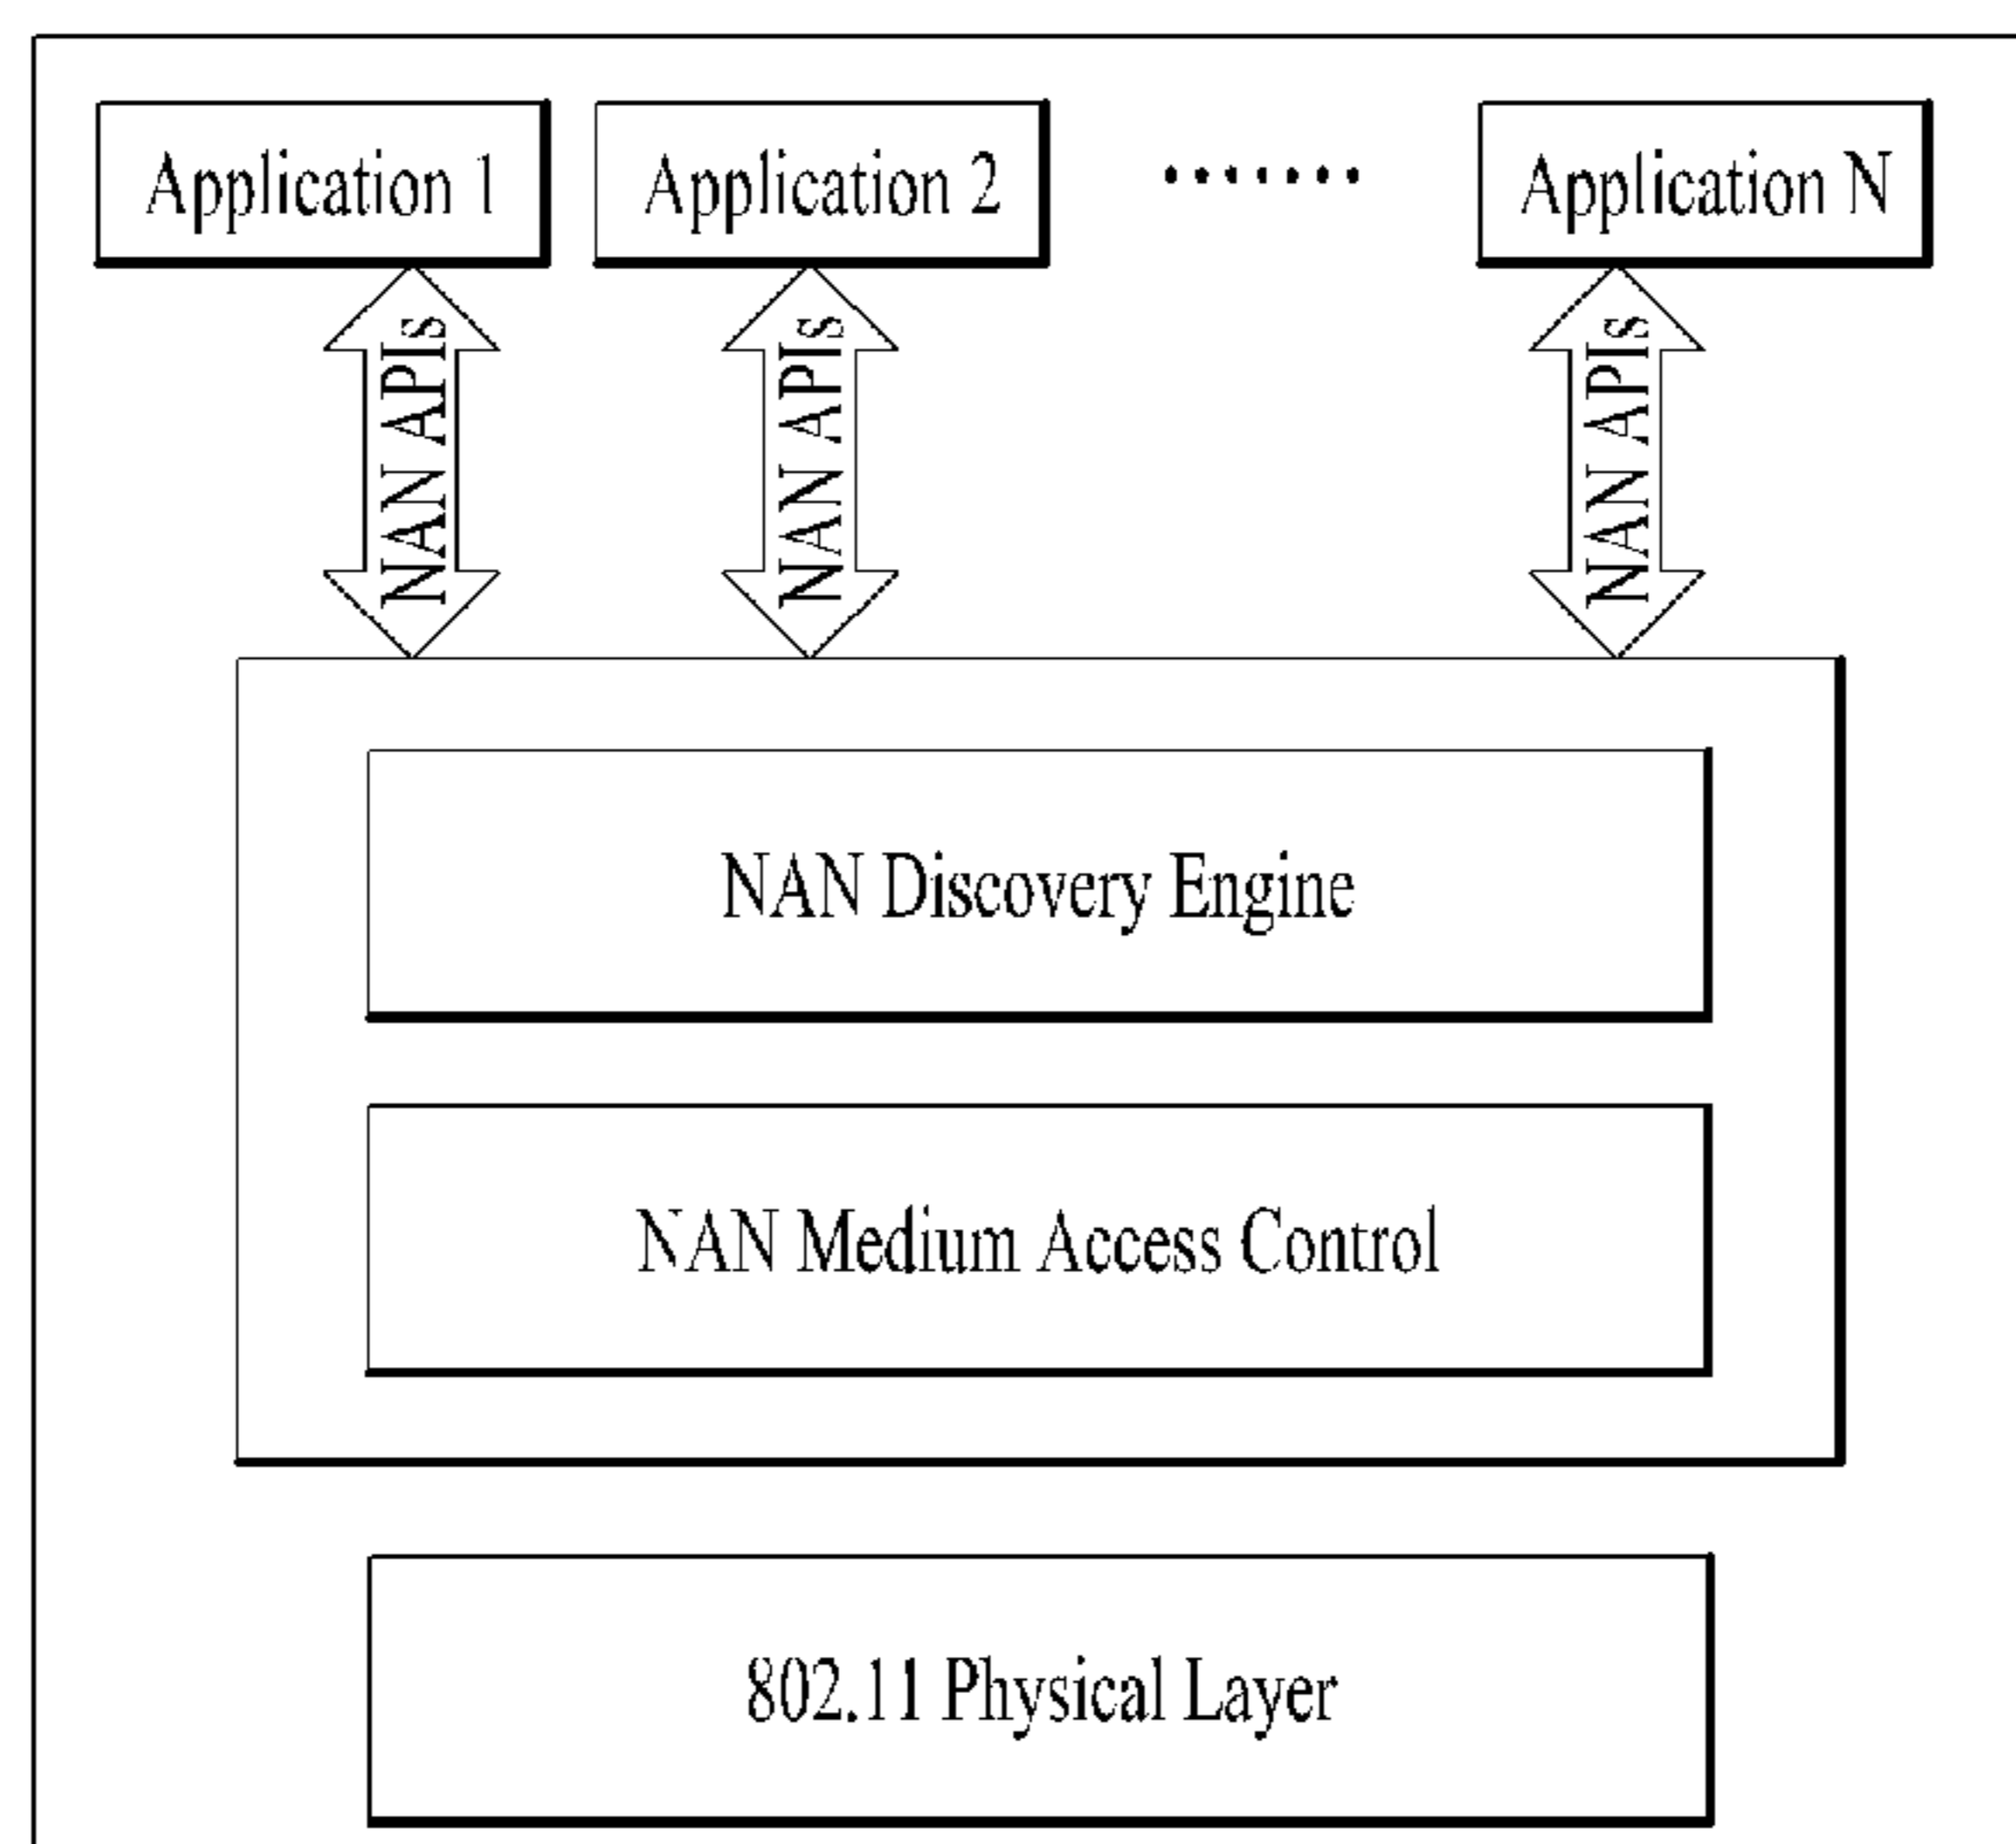 Application 1
Application 2
.......
Application N
NAN APIs
NAN APIs
NAN APIs
NAN Discovery Engine
NAN Medium Access Control
802.11 Physical Layer